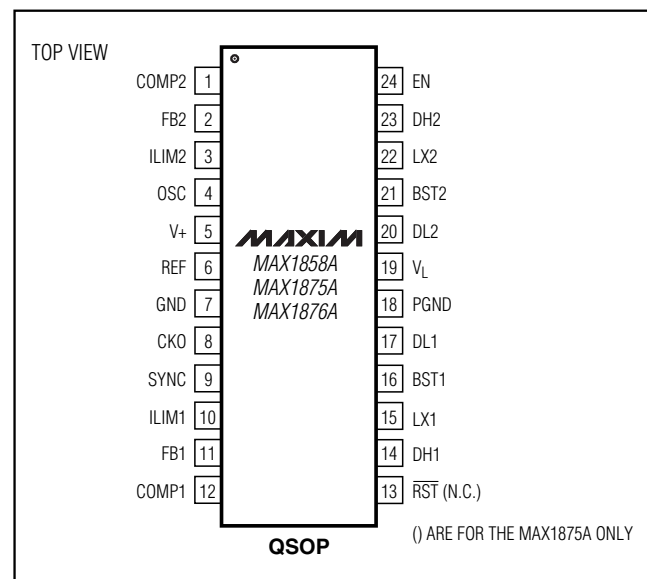 TOP VIEW
COMP2 1
FB2 2
ILIM2 3
OSC 4
V+ 5
REF 6
GND 7
CKO 8
SYNC 9
ILIM1 10
FB1 11
COMP1 12
MAXIM
MAX1858A
MAX1875A
MAX1876A
24 EN
23 DH2
22 LX2
21 BST2
20 DL2
19 VL
18 PGND
17 DL1
16 BST1
15 LX1
14 DH1
13 R̅S̅T̅ (N.C.)
() ARE FOR THE MAX1875A ONLY
QSOP